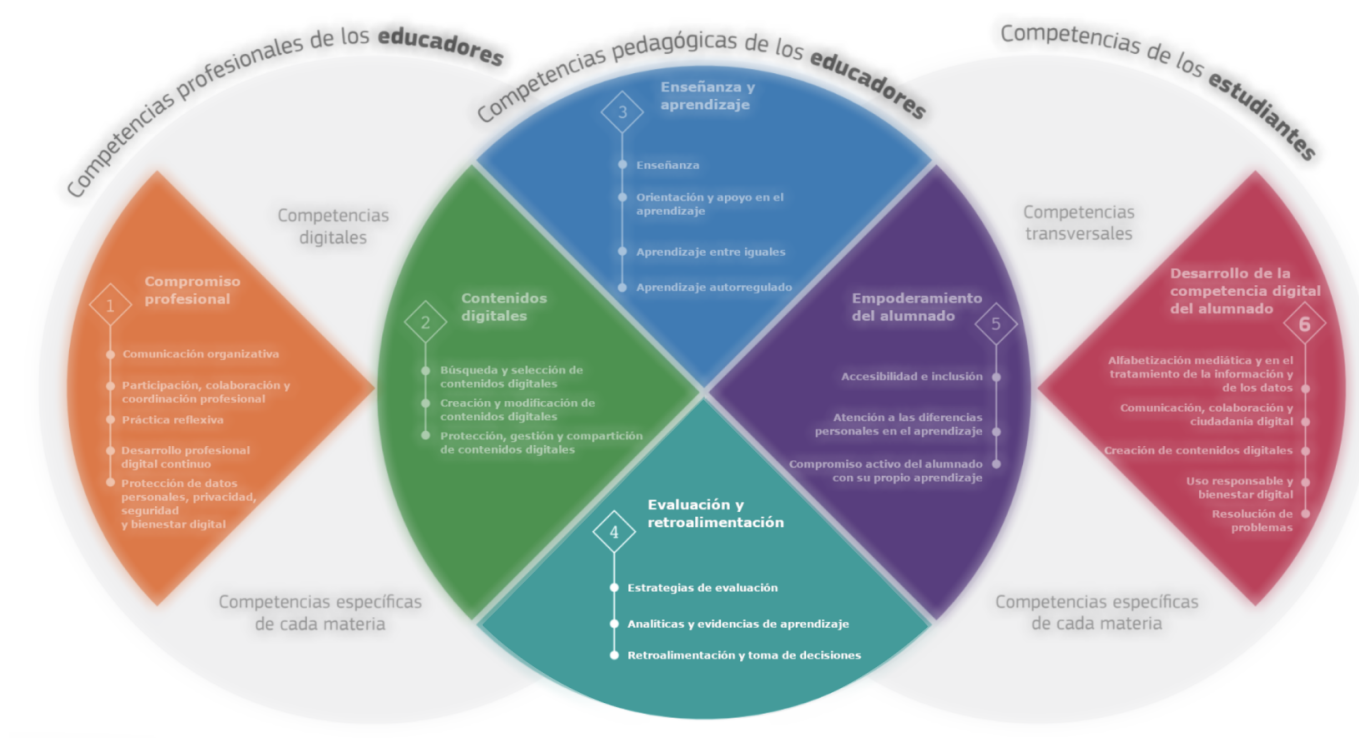 Competencias profesionales de los educadores
Competencias pedagógicas de los educadores
Competencias de los estudiantes
Competencias
digitales
Competencias
transversales
Competencias específicas
de cada materia
Competencias específicas
de cada materia
1
Compromiso
profesional
Comunicación organizativa
Participación, colaboración y
coordinación profesional
Práctica reflexiva
Desarrollo profesional
digital continuo
Protección de datos
personales, privacidad,
seguridad
y bienestar digital
2
Contenidos
digitales
Búsqueda y selección de
contenidos digitales
Creación y modificación de
contenidos digitales
Protección, gestión y compartición
de contenidos digitales
3
Enseñanza y
aprendizaje
Enseñanza
Orientación y apoyo en el
aprendizaje
Aprendizaje entre iguales
Aprendizaje autorregulado
4
Evaluación y
retroalimentación
Estrategias de evaluación
Analíticas y evidencias de aprendizaje
Retroalimentación y toma de decisiones
5
Empoderamiento
del alumnado
Accesibilidad e inclusión
Atención a las diferencias
personales en el aprendizaje
Compromiso activo del alumnado
con su propio aprendizaje
6
Desarrollo de la
competencia digital
del alumnado
Alfabetización mediática y en el
tratamiento de la información y
de los datos
Comunicación, colaboración y
ciudadanía digital
Creación de contenidos digitales
Uso responsable y
bienestar digital
Resolución de
problemas